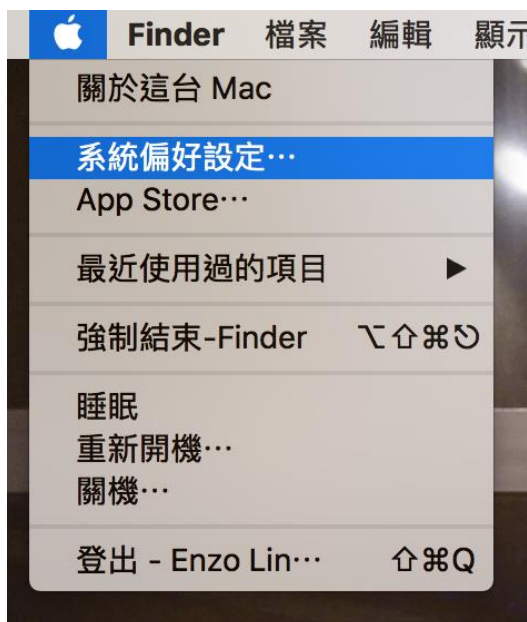 Finder 檔案 編輯 顯示
關於這台 Mac
系統偏好設定…
App Store…
最近使用過的項目 ▶
強制結束-Finder ⌥⇧⌘⎋
睡眠
重新開機…
關機…
登出 - Enzo Lin… ⇧⌘Q